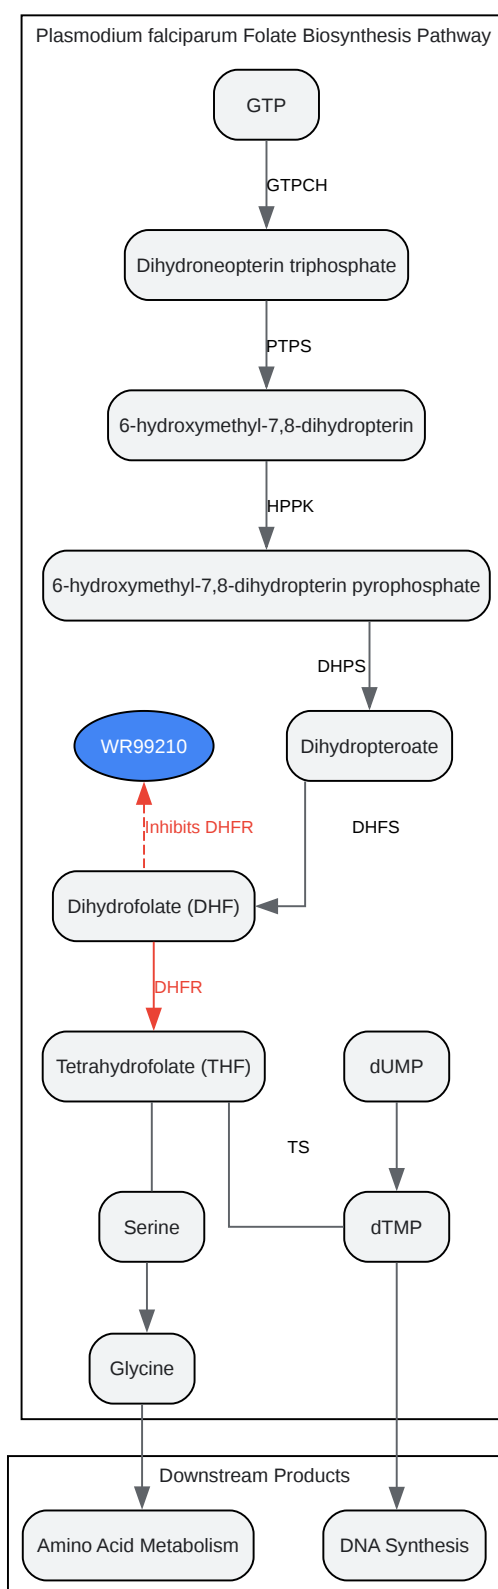 Plasmodium falciparum Folate Biosynthesis Pathway
GTP
GTPCH
Dihydroneopterin triphosphate
PTPS
6-hydroxymethyl-7,8-dihydropterin
HPPK
6-hydroxymethyl-7,8-dihydropterin pyrophosphate
DHPS
WR99210
Dihydropteroate
Inhibits DHFR
DHFS
Dihydrofolate (DHF)
DHFR
Tetrahydrofolate (THF)
dUMP
TS
Serine
dTMP
Glycine
Downstream Products
Amino Acid Metabolism
DNA Synthesis